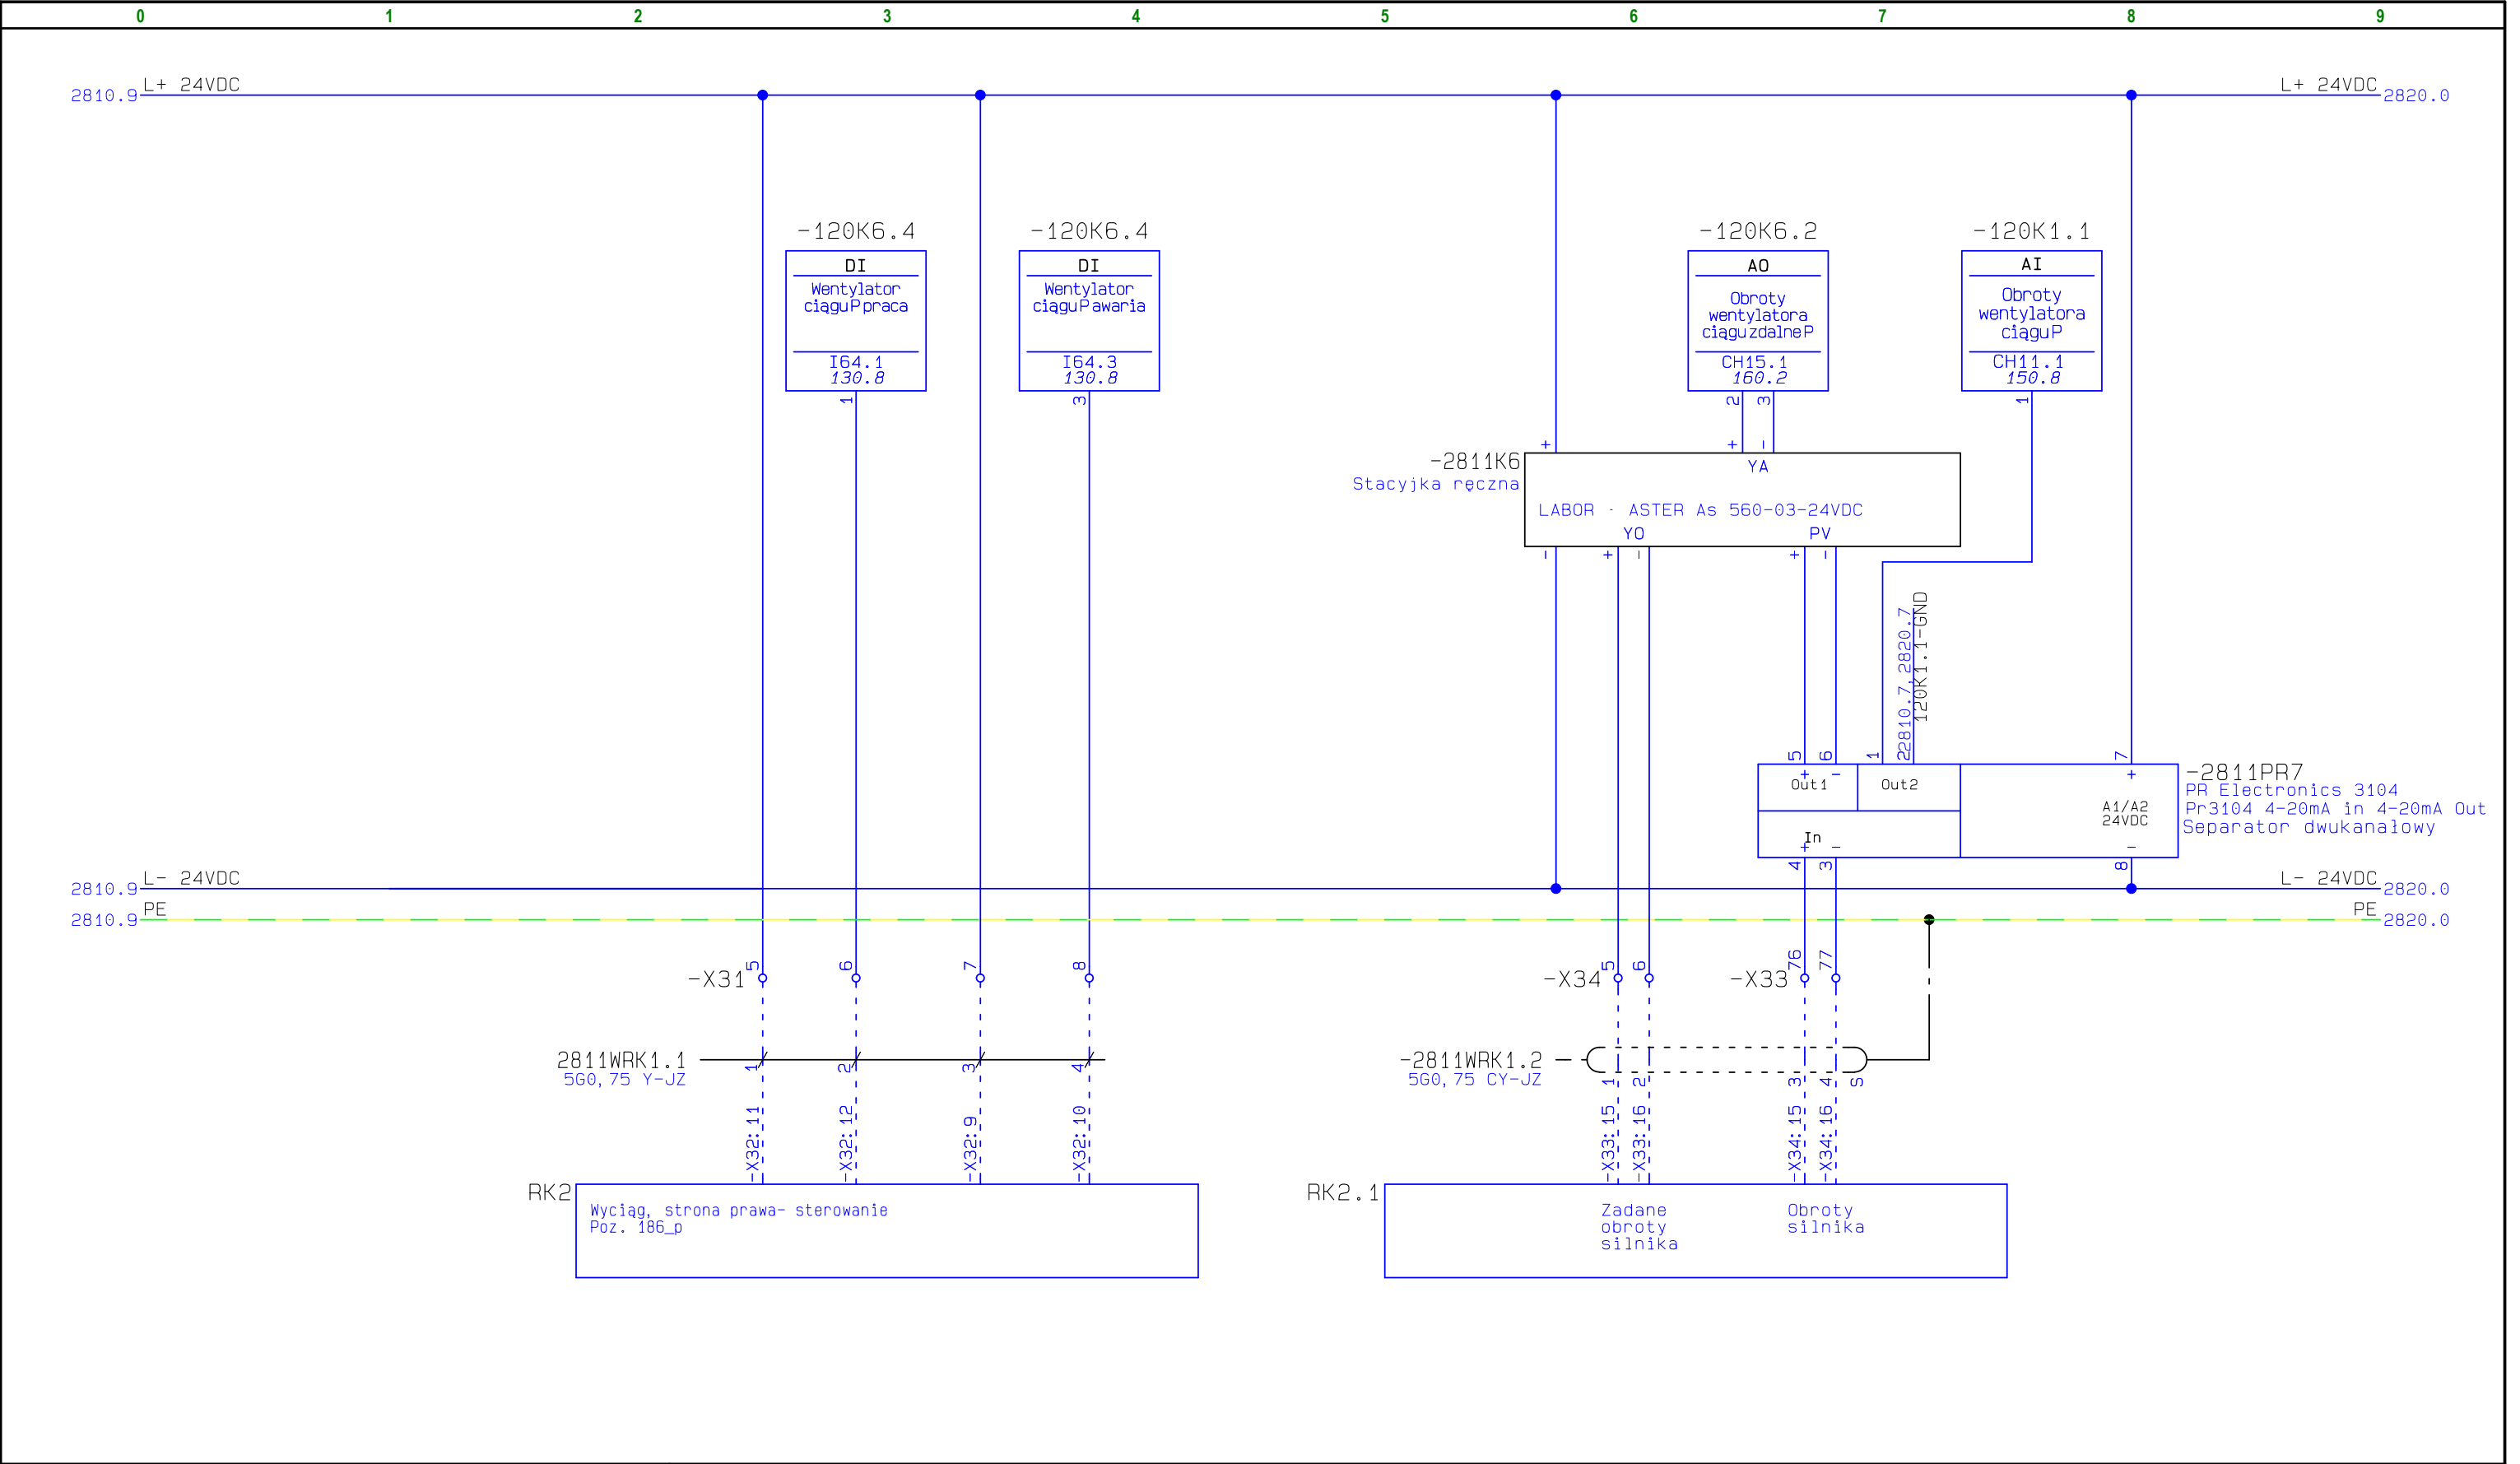 0 1 2 3 4 5 6 7 8 9
L+ 24VDC
2810.9
L+ 24VDC
2820.0
-120K6.4
DI
Wentylator
ciąguP praca
I64.1
130.8
1
-120K6.4
DI
Wentylator
ciąguP awaria
I64.3
130.8
3
-120K6.2
AO
Obroty
wentylatora
ciągu zdalne P
CH15.1
160.2
2 3
-120K1.1
AI
Obroty
wentylatora
ciągu P
CH11.1
150.8
1
+ + -
-2811K6
Stacyjka ręczna
YA
LABOR - ASTER As 560-03-24VDC
YO PV
- + - + -
2810.7, 2820.7
120K1.1-GND
5 6 1 2 7
+ - +
Out1 Out2
In
+ -
A1/A2
24VDC
-
4 3 8
-2811PR7
PR Electronics 3104
Pr3104 4-20mA in 4-20mA Out
Separator dwukanałowy
L- 24VDC
2810.9
L- 24VDC
2820.0
PE
2810.9
PE
2820.0
-X31 5 6 7 8
-X34 5 6
-X33 76 77
2811WRK1.1
5G0,75 Y-JZ
1 2 3 4
-2811WRK1.2
5G0,75 CY-JZ
1 2 3 4 S
-X32:11
-X32:12
-X32:9
-X32:10
-X33:15
-X33:16
-X34:15
-X34:16
RK2
Wyciąg, strona prawa- sterowanie
Poz. 186_p
RK2.1
Zadane
obroty
silnika
Obroty
silnika